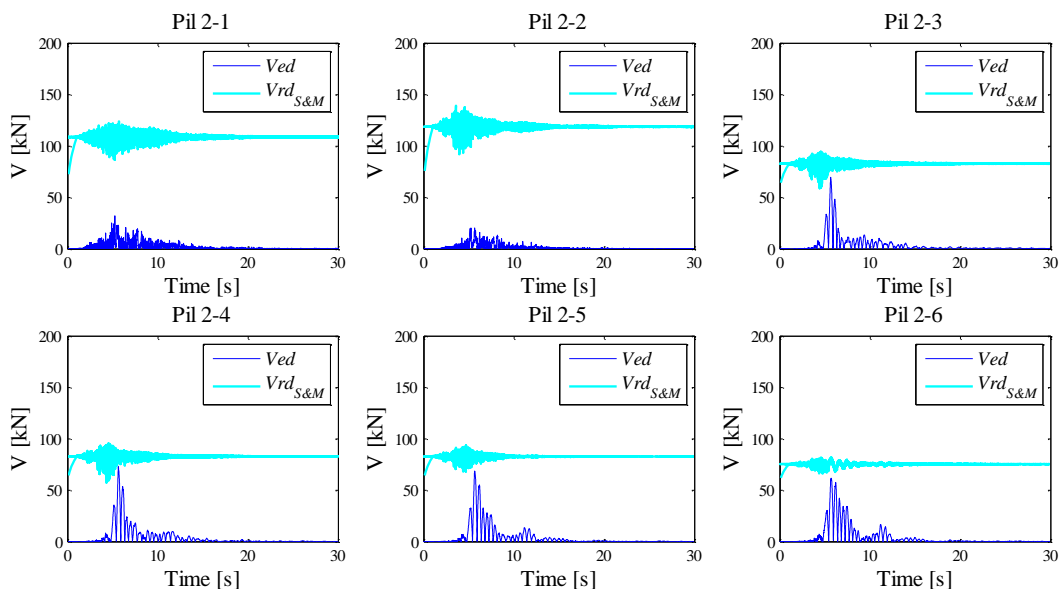 Pil 2-1
200
150
100
50
0
V [kN]
0 10 20 30
Time [s]
Ved
Vrd S&M
Pil 2-2
200
150
100
50
0
V [kN]
0 10 20 30
Time [s]
Ved
Vrd S&M
Pil 2-3
200
150
100
50
0
V [kN]
0 10 20 30
Time [s]
Ved
Vrd S&M
Pil 2-4
200
150
100
50
0
V [kN]
0 10 20 30
Time [s]
Ved
Vrd S&M
Pil 2-5
200
150
100
50
0
V [kN]
0 10 20 30
Time [s]
Ved
Vrd S&M
Pil 2-6
200
150
100
50
0
V [kN]
0 10 20 30
Time [s]
Ved
Vrd S&M